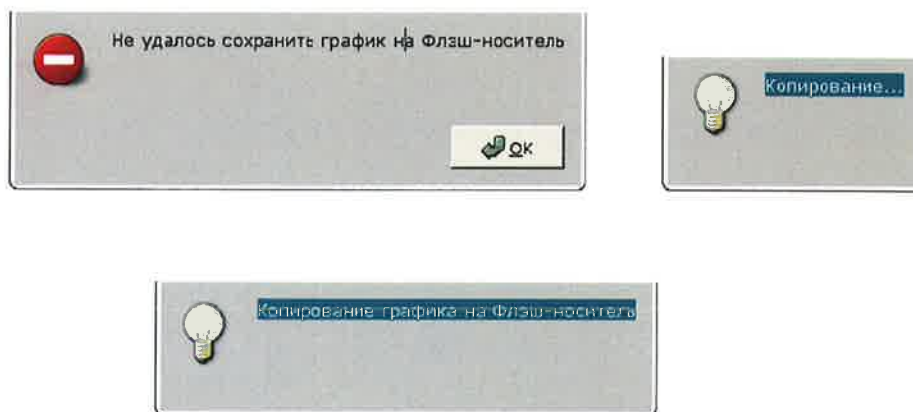 Не удалось сохранить график на Флэш-носитель
OK
Копирование...
Копирование графика на Флэш-носитель